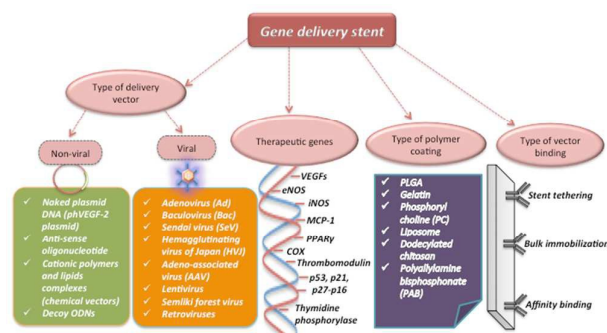 Gene delivery stent
Type of delivery
vector
Therapeutic genes
Type of polymer
coating
Type of vector
binding
Non-viral
Viral
Naked plasmid
DNA (phVEGF-2
plasmid)
Anti-sense
oligonucleotide
Cationic polymers
and lipids
complexes
(chemical vectors)
Decoy ODNs
Adenovirus (Ad)
Baculovirus (Bac)
Sendai virus (SeV)
Hemagglutinating
virus of Japan (HVJ)
Adeno-associated
virus (AAV)
Lentivirus
Semliki forest virus
Retroviruses
VEGFs
eNOS
iNOS
MCP-1
PPARγ
COX
Thrombomodulin
p53, p21,
p27-p16
Thymidine
phosphorylase
PLGA
Gelatin
Phosphoryl
choline (PC)
Liposome
Dodecylated
chitosan
Polyallylamine
bisphosphonate
(PAB)
Stent tethering
Bulk immobilization
Affinity binding